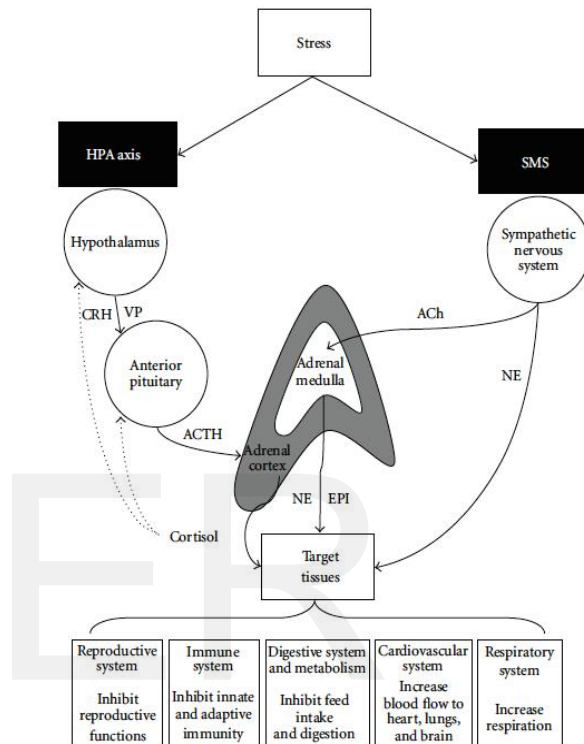 Stress
HPA axis
SMS
Hypothalamus
Sympathetic
nervous
system
CRH VP
ACh
Anterior
pituitary
Adrenal
medulla
NE
ACTH
Adrenal
cortex
NE EPI
Cortisol
Target
tissues
Reproductive
system
Inhibit
reproductive
functions
Immune
system
Inhibit innate
and adaptive
immunity
Digestive system
and metabolism
Inhibit feed
intake
and digestion
Cardiovascular
system
Increase
blood flow to
heart, lungs,
and brain
Respiratory
system
Increase
respiration
ER